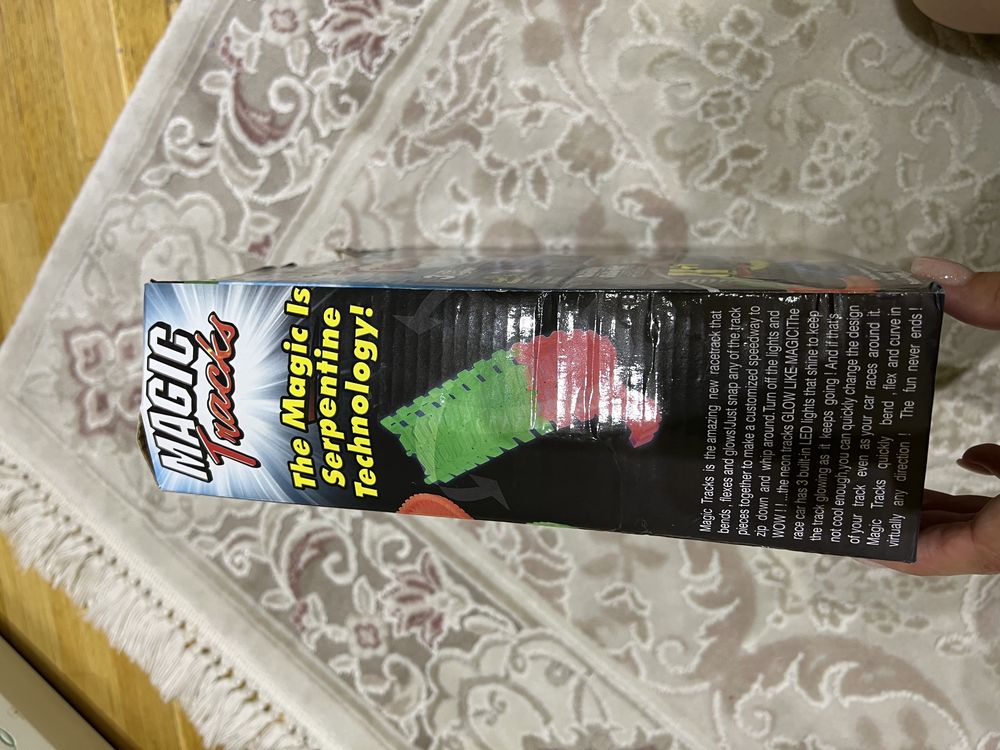 MAGIC
Tracks
The Magic Is
Serpentine
Technology!
Magic Tracks is the amazing new racetrack that
bends ,flexes and glows!Just snap any of the track
pieces together to make a customized speedway to
zip down and whip around.Turn off the lights and
WOW! ! ...the neon tracks GLOW LIKE-MAGIC!The
race car has 3 built-in LED lights that shine to keep
the track glowing as it keeps going ! And if that's
not cool enough,you can quickly change the design
of your track even as your car races around it.
Magic Tracks quickly bend ,flex and curve in
virtually any direction ! The fun never ends !